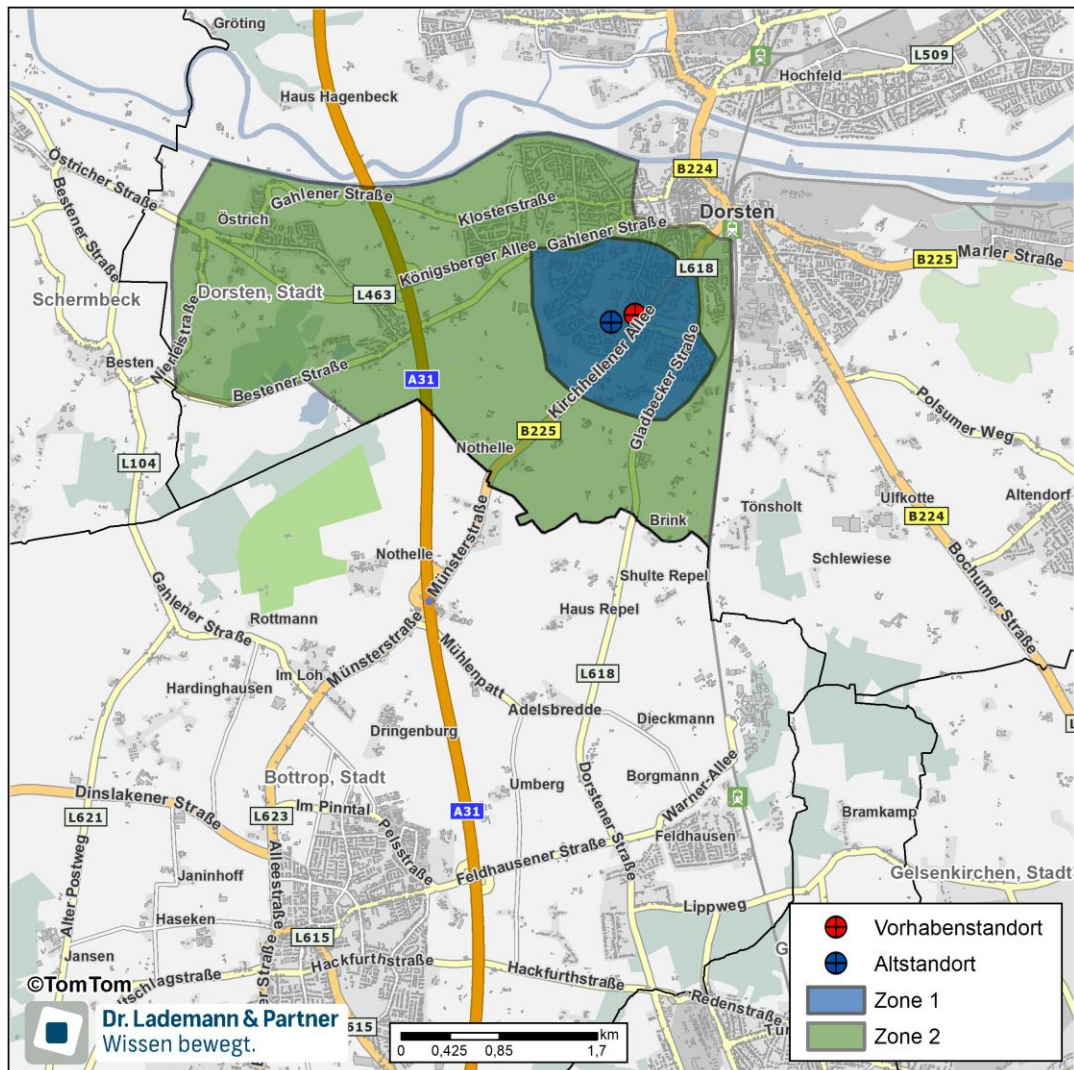 Gröting
L509
Hochfeld
Haus Hagenbeck
Östricher Straße
Bestener Straße
B224
Gahlener Straße
Klosterstraße
Östrich
Dorsten
Königsberger Allee
Gahlener Straße
Marler Straße
B225
L618
Schermbeck
Dorsten, Stadt
L463
Nierleistraße
Besten
Bestener Straße
A31
Kirchhellener Allee
Gladbecker Straße
Polsumer Weg
B225
Nothelle
L104
Ulfkotte
Altendorf
B224
Tönsholt
Brink
Münsterstraße
Nothelle
Schlewiese
Bochumer Straße
Shulte Repel
Gahlener Straße
Rottmann
Haus Repel
Münsterstraße
Mühlenpatt
Im Loh
L618
Hardinghausen
Adelsbredde
Dieckmann
Dringenburg
Bottrop, Stadt
Umberg
Borgmann
Warner-Allee
Dinslakener Straße
Im Pinntal
Dorstener Straße
L621
L623
A31
Bramkamp
Pelsstraße
Feldhausen
Feldhausener Straße
Alter Postweg
Janinhoff
Alleestraße
Gelsenkirchen, Stadt
Lippweg
Haseken
L615
Jansen
Hackfurthstraße
Hackfurthstraße
Redenstraße
©TomTom
Dr. Lademann & Partner
Wissen bewegt.
L615
km
0 0,425 0,85 1,7
Vorhabenstandort
Altstandort
Zone 1
Zone 2